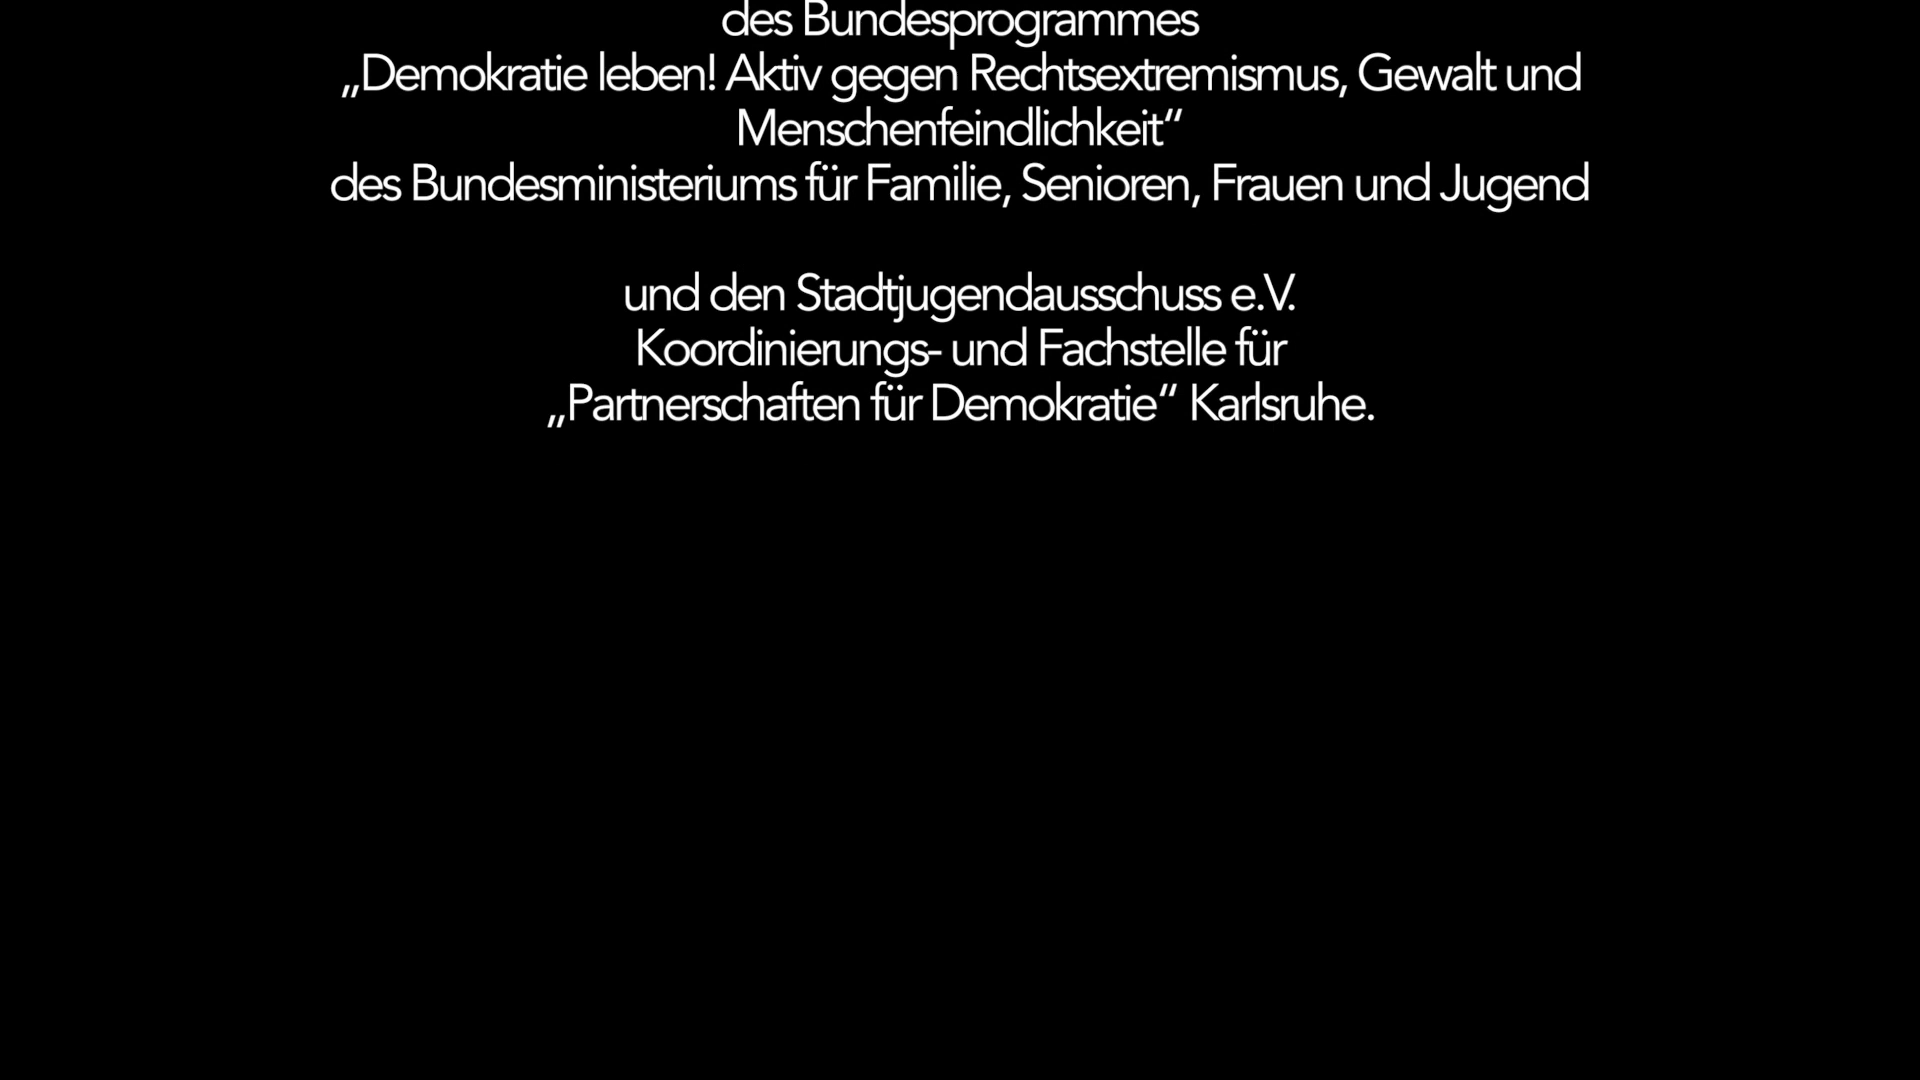 des Bundesprogrammes
„Demokratie leben! Aktiv gegen Rechtsextremismus, Gewalt und
Menschenfeindlichkeit“
des Bundesministeriums für Familie, Senioren, Frauen und Jugend
und den Stadtjugendausschuss e.V.
Koordinierungs- und Fachstelle für
„Partnerschaften für Demokratie“ Karlsruhe.